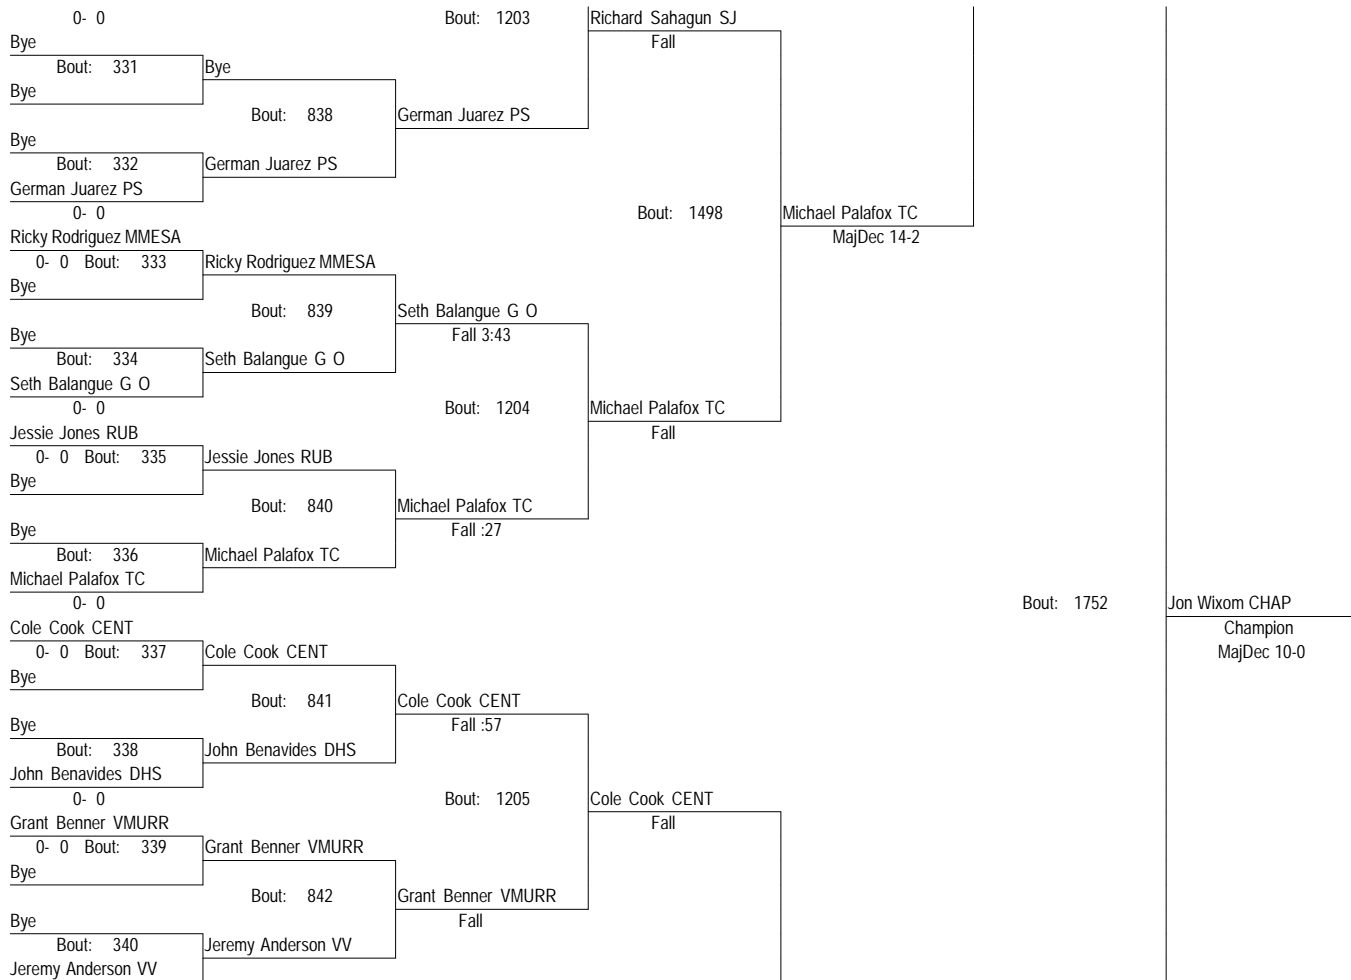 0- 0 Bout: 1203 Richard Sahagun SJ
Bye Fall
Bout: 331 Bye
Bye
Bout: 838 German Juarez PS
Bye
Bout: 332 German Juarez PS
German Juarez PS
0- 0 Bout: 1498 Michael Palafox TC
Ricky Rodriguez MMESA MajDec 14-2
0- 0 Bout: 333 Ricky Rodriguez MMESA
Bye
Bout: 839 Seth Balangue G O
Bye Fall 3:43
Bout: 334 Seth Balangue G O
Seth Balangue G O
0- 0 Bout: 1204 Michael Palafox TC
Jessie Jones RUB Fall
0- 0 Bout: 335 Jessie Jones RUB
Bye
Bout: 840 Michael Palafox TC
Bye Fall :27
Bout: 336 Michael Palafox TC
Michael Palafox TC
0- 0 Bout: 1752 Jon Wixom CHAP
Cole Cook CENT Champion
0- 0 Bout: 337 Cole Cook CENT MajDec 10-0
Bye
Bout: 841 Cole Cook CENT
Bye Fall :57
Bout: 338 John Benavides DHS
John Benavides DHS
0- 0 Bout: 1205 Cole Cook CENT
Grant Benner VMURR Fall
0- 0 Bout: 339 Grant Benner VMURR
Bye
Bout: 842 Grant Benner VMURR
Bye Fall
Bout: 340 Jeremy Anderson VV
Jeremy Anderson VV